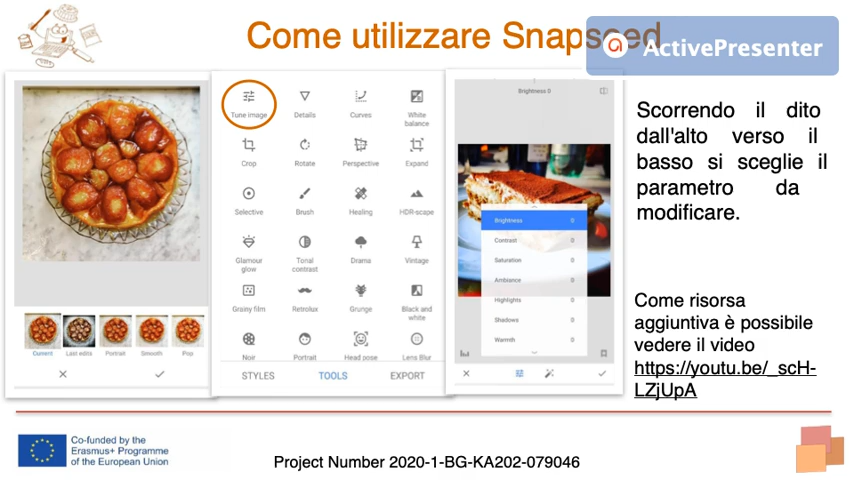 Come utilizzare Snapseed
ActivePresenter
Current
Last edits
Portrait
Smooth
Pop
Tune image
Details
Curves
White
balance
Crop
Rotate
Perspective
Expand
Selective
Brush
Healing
HDR-scape
Glamour
glow
Tonal
contrast
Drama
Vintage
Grainy film
Retrolux
Grunge
Black and
white
Noir
Portrait
Head pose
Lens Blur
STYLES
TOOLS
EXPORT
Brightness 0
Brightness 0
Contrast 0
Saturation 0
Ambiance 0
Highlights 0
Shadows 0
Warmth 0
Scorrendo il dito
dall'alto verso il
basso si sceglie il
parametro da
modificare.
Come risorsa
aggiuntiva è possibile
vedere il video
https://youtu.be/_scH-
LZjUpA
Co-funded by the
Erasmus+ Programme
of the European Union
Project Number 2020-1-BG-KA202-079046